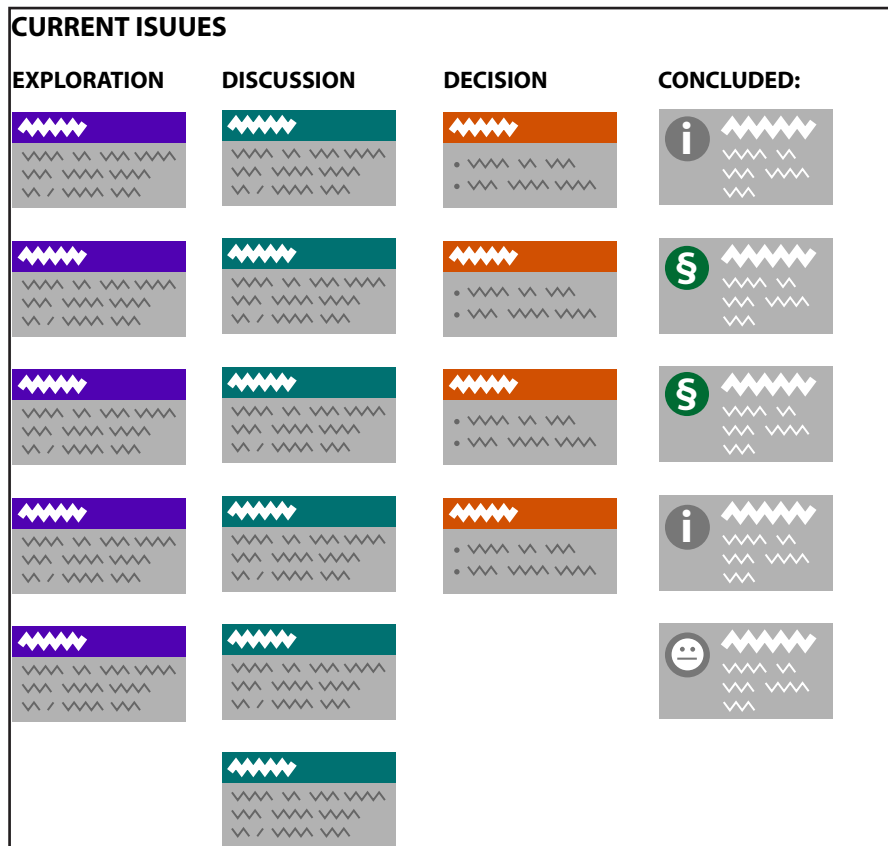 CURRENT ISUUES
EXPLORATION DISCUSSION DECISION CONCLUDED:
i
§
§
i